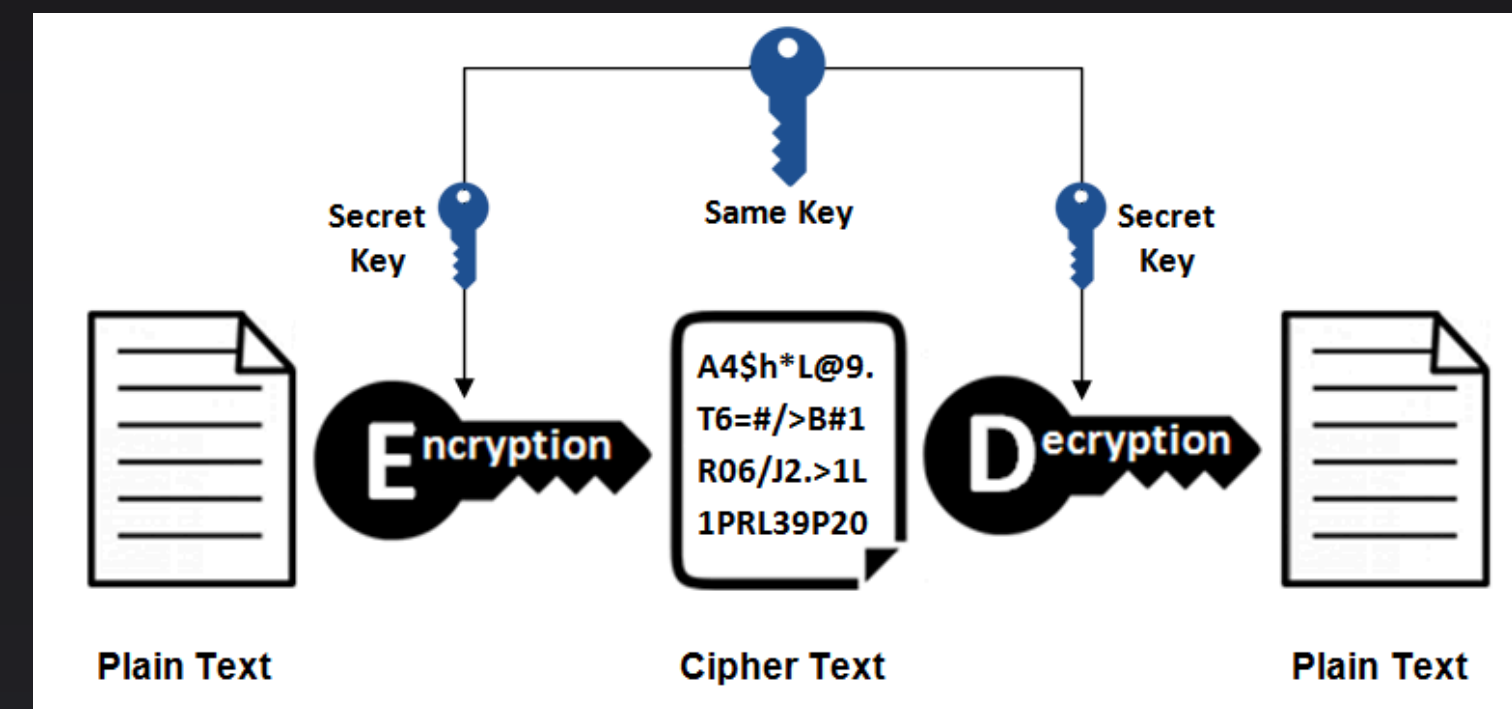 Same Key
Secret
Key
Secret
Key
Encryption
A4$h*L@9.
T6=#/>B#1
R06/J2.>1L
1PRL39P20
Decryption
Plain Text
Cipher Text
Plain Text